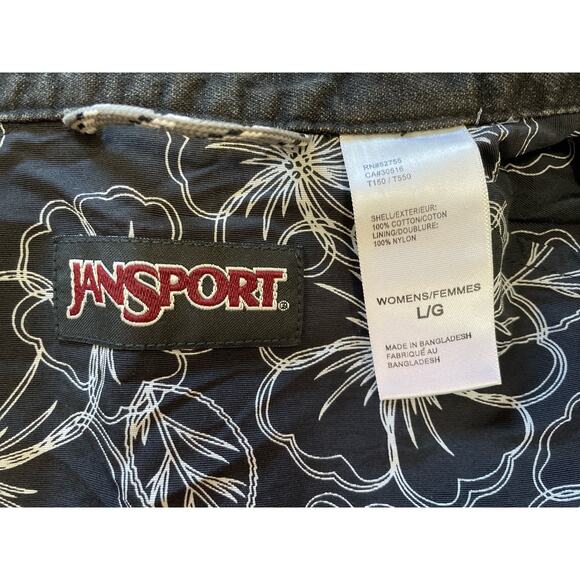 JANSPORT
RN#52755
CA#30516
T150 / T550
SHELL/EXTERIEUR:
100% COTTON/COTON
LINING/DOUBLURE:
100% NYLON
WOMENS/FEMMES
L/G
MADE IN BANGLADESH
FABRIQUÉ AU
BANGLADESH